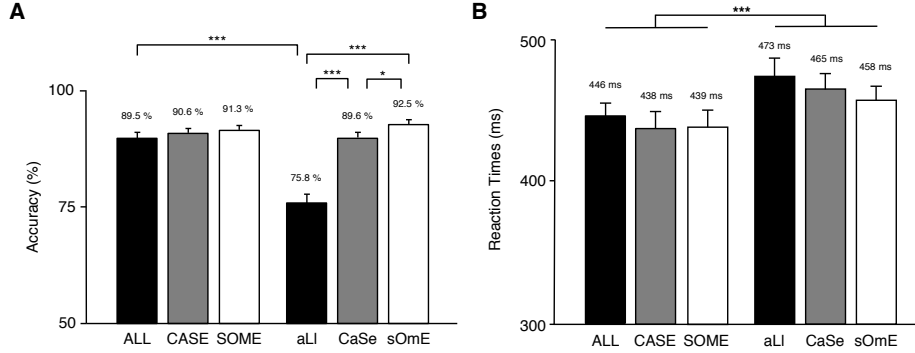 A
B
***
***
***
***
*
Accuracy (%)
100
75
50
89.5 %
90.6 %
91.3 %
75.8 %
89.6 %
92.5 %
ALL CASE SOME aLl CaSe sOmE
Reaction Times (ms)
500
400
300
446 ms
438 ms
439 ms
473 ms
465 ms
458 ms
ALL CASE SOME aLl CaSe sOmE